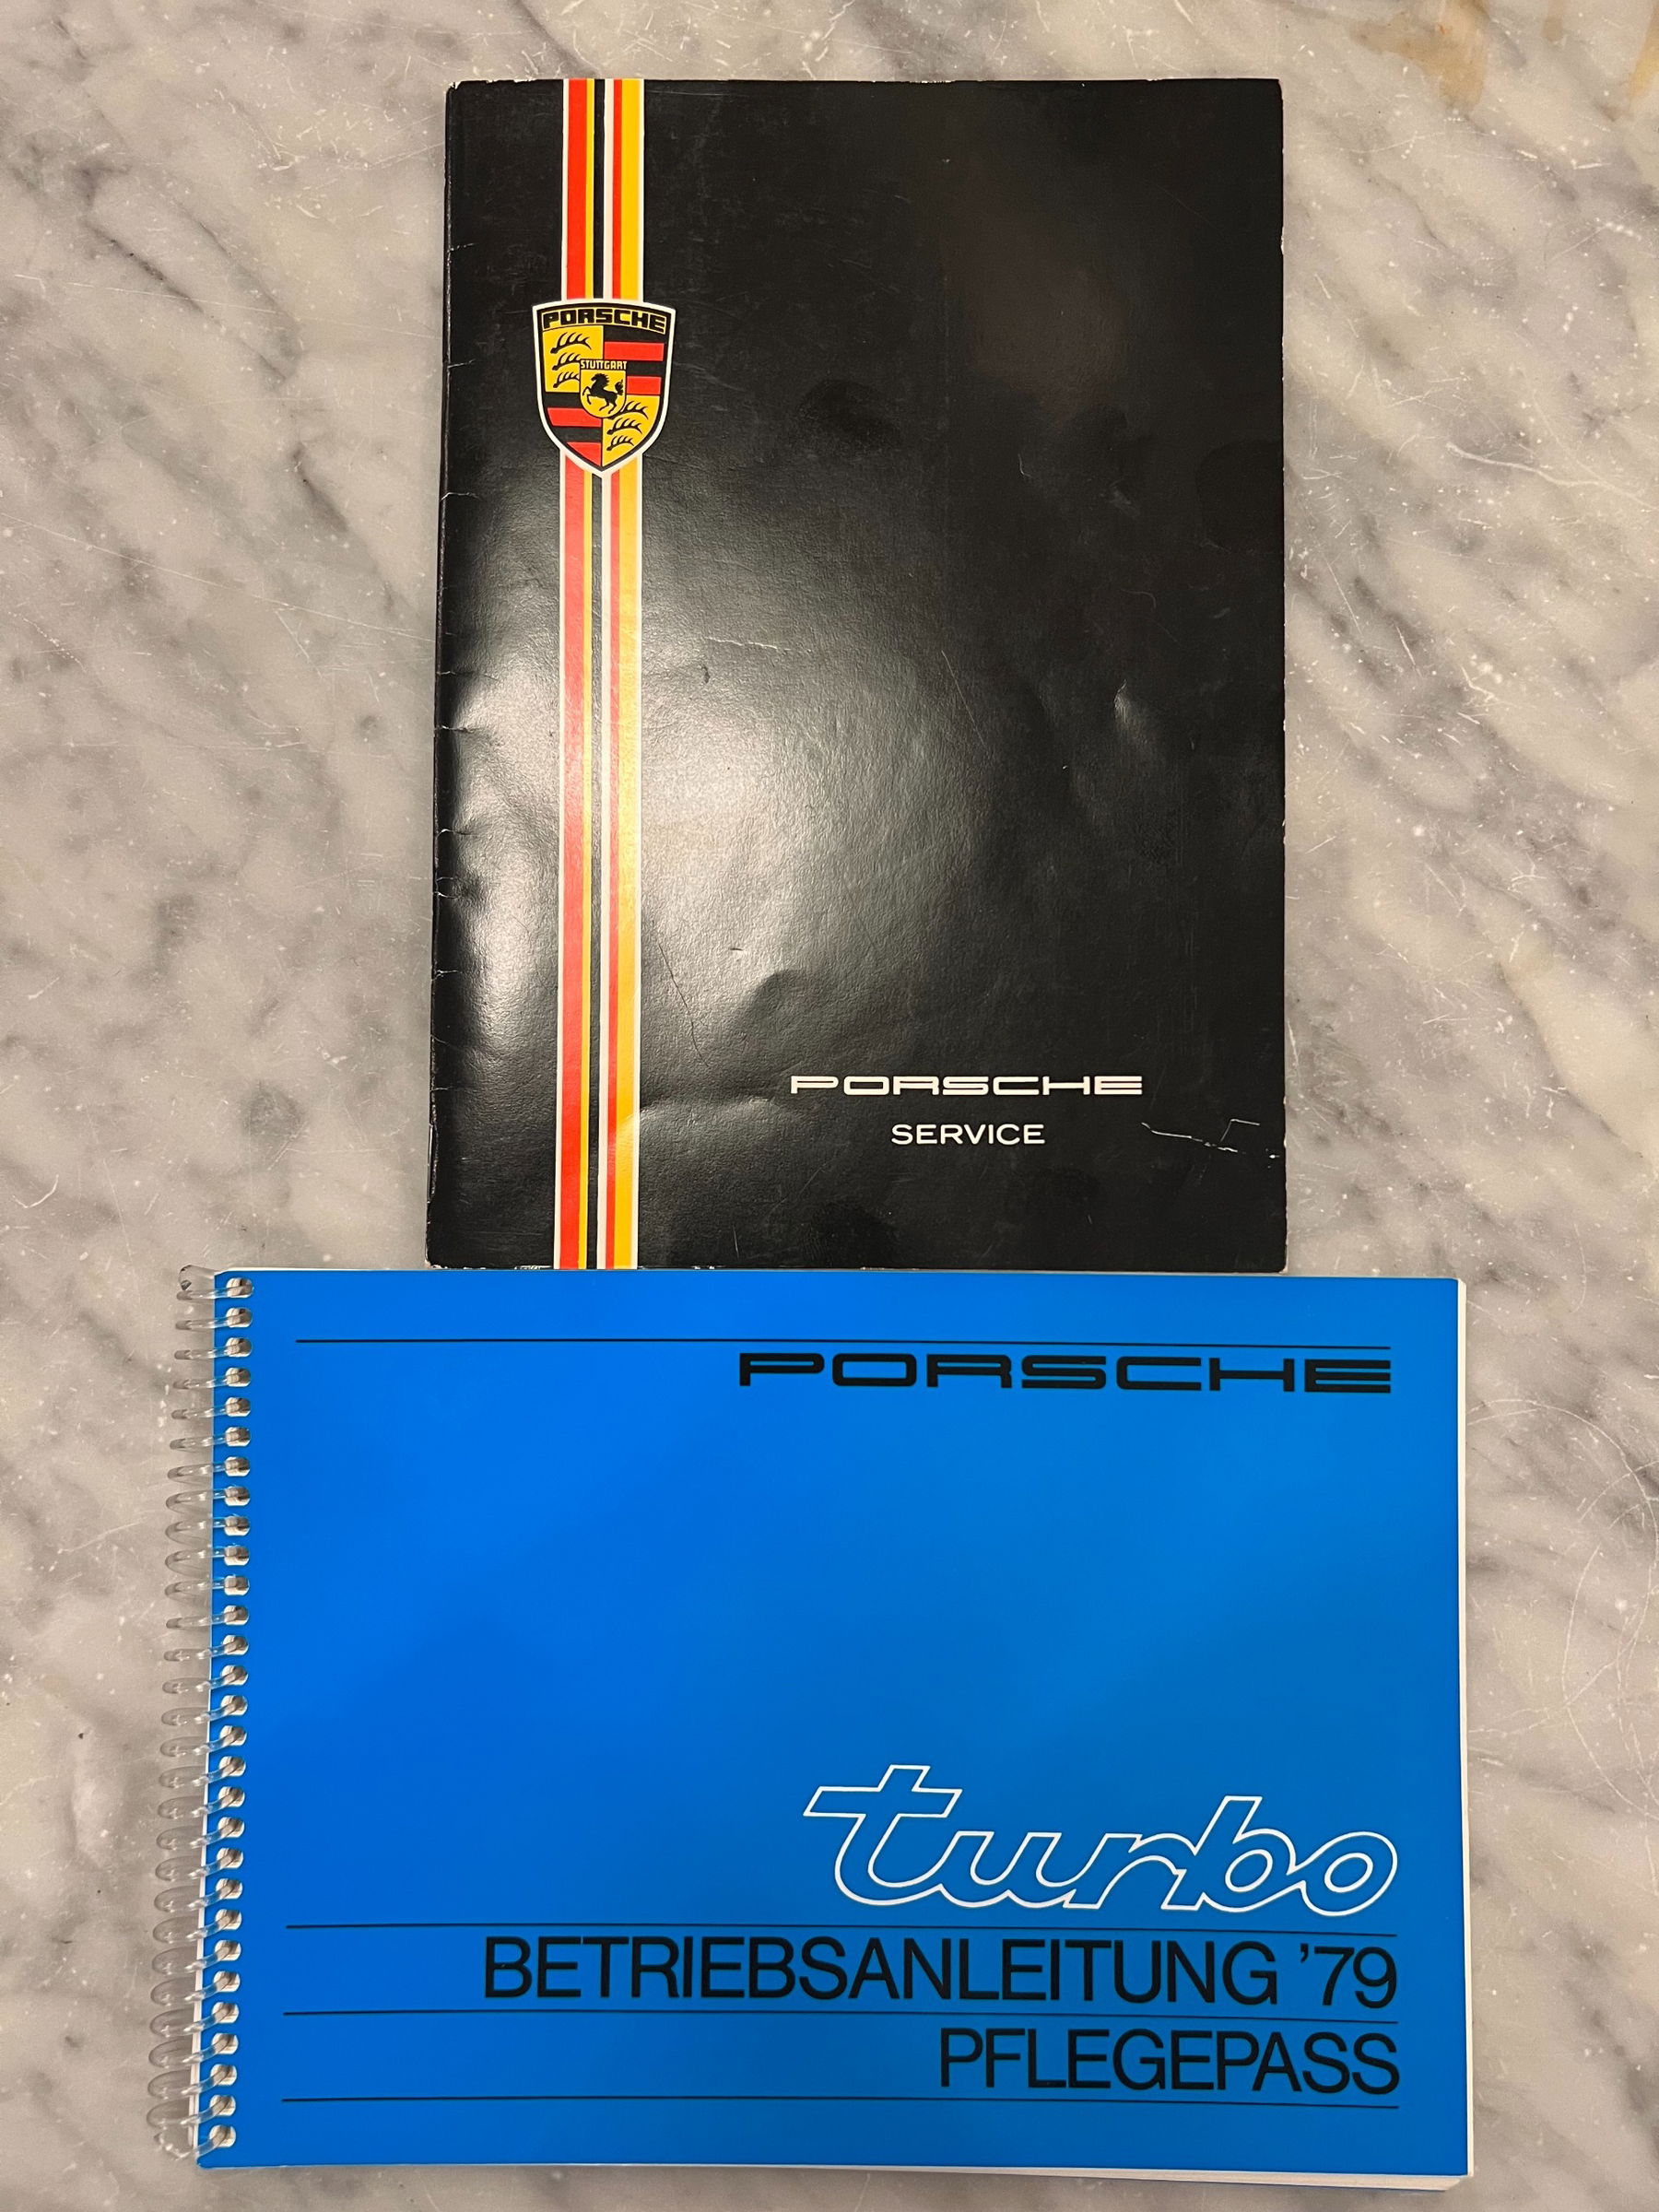 PORSCHE
STUTTGART
PORSCHE
SERVICE
PORSCHE
turbo
BETRIEBSANLEITUNG '79
PFLEGEPASS